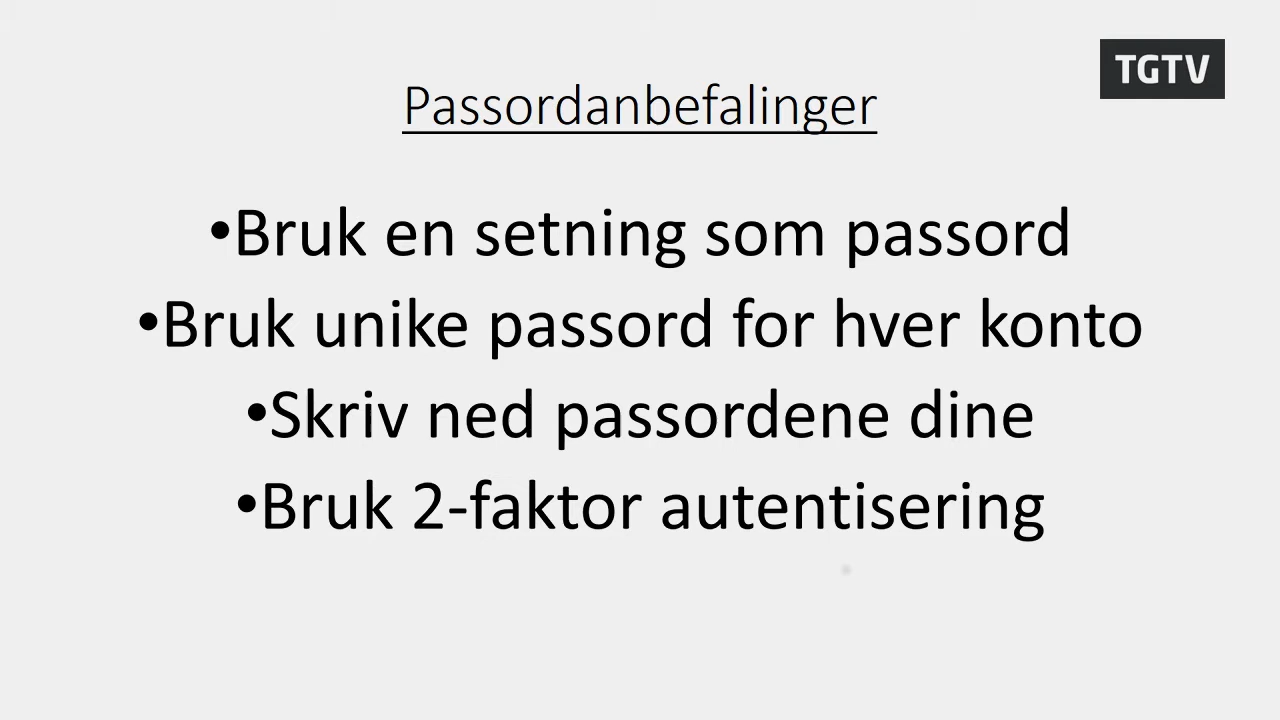 TGTV
Passordanbefalinger
•Bruk en setning som passord
•Bruk unike passord for hver konto
•Skriv ned passordene dine
•Bruk 2-faktor autentisering